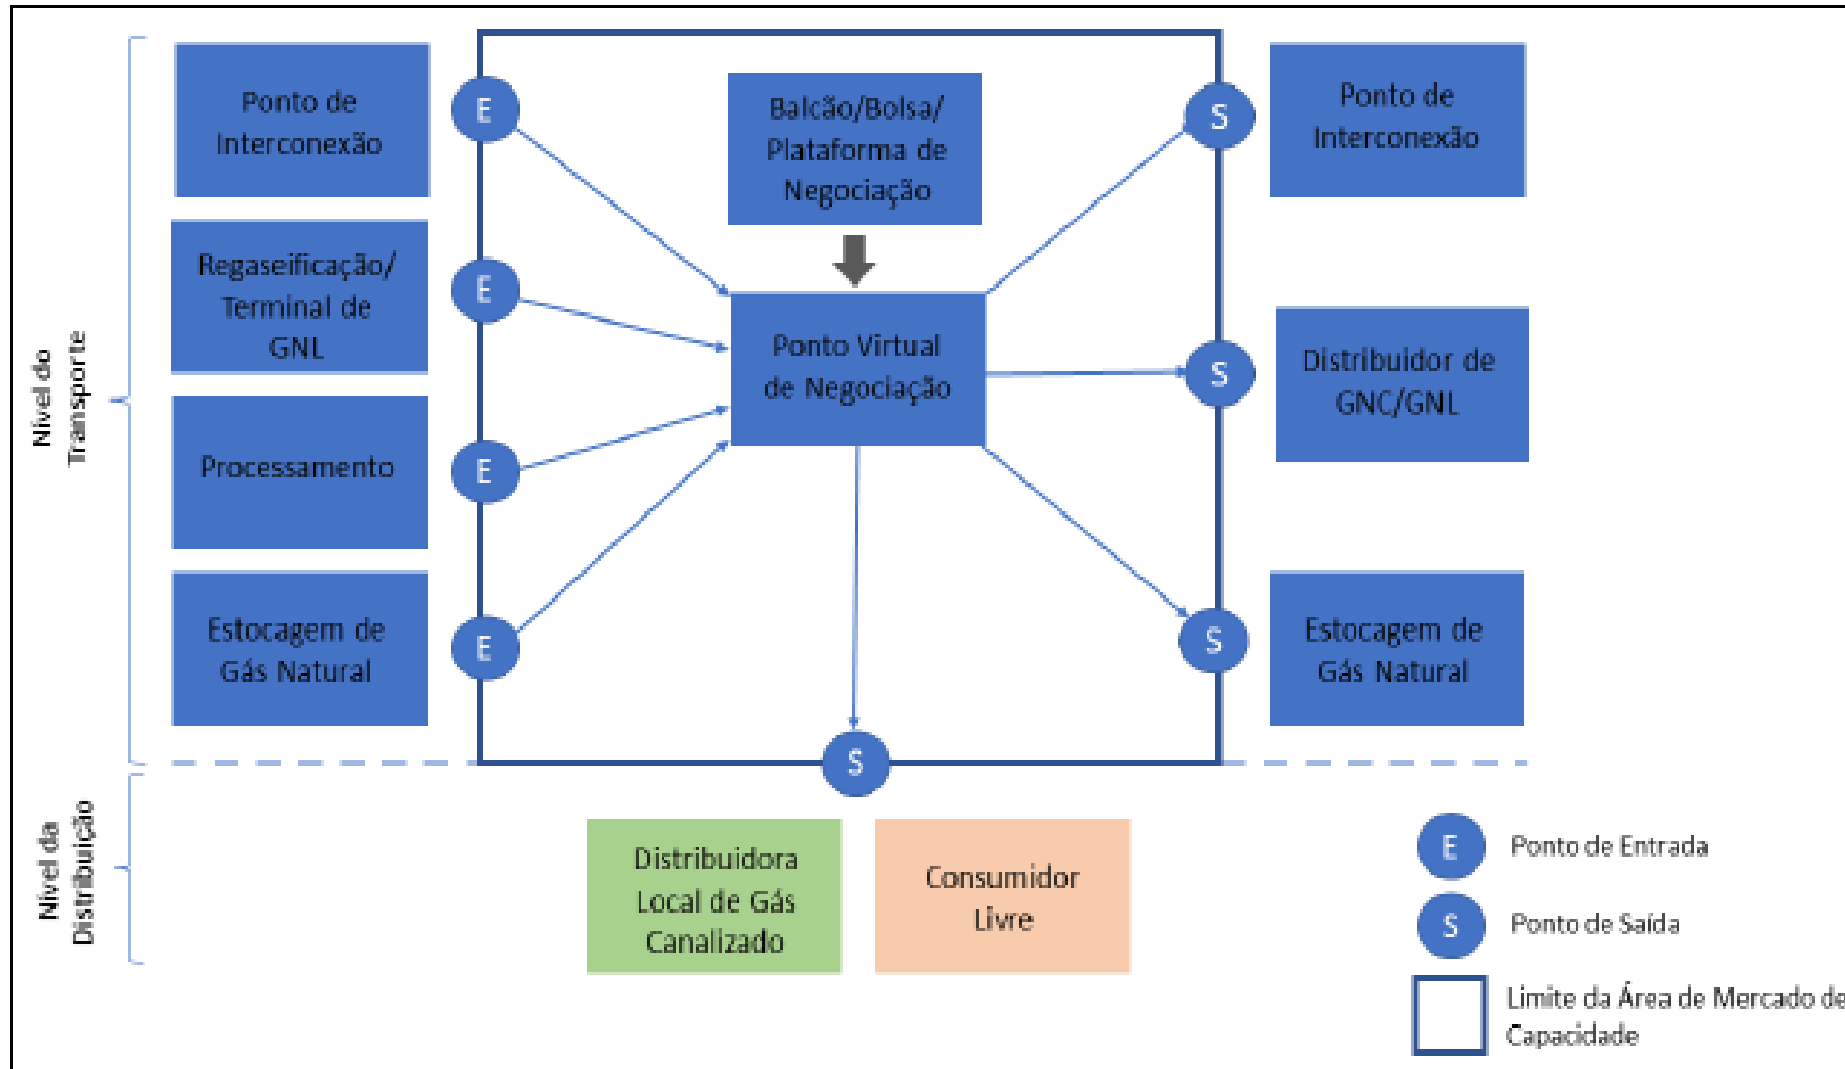 Nível do
Transporte
Ponto de
Interconexão
E
Regaseificação/
Terminal de
GNL
E
Processamento
E
Estocagem de
Gás Natural
E
Balcão/Bolsa/
Plataforma de
Negociação
Ponto Virtual
de Negociação
S
Ponto de
Interconexão
S
Distribuidor de
GNC/GNL
S
Estocagem de
Gás Natural
S
Nível da
Distribuição
Distribuidora
Local de Gás
Canalizado
Consumidor
Livre
E
Ponto de Entrada
S
Ponto de Saída
Limite da Área de Mercado de
Capacidade